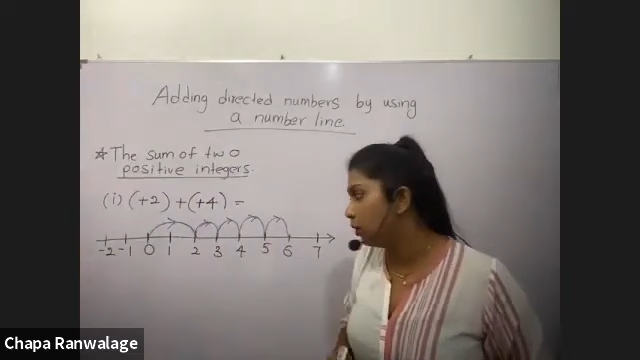 Adding directed numbers by using
a number line.
* The sum of two
positive integers.
(i) (+2) + (+4) =
-2 -1 0 1 2 3 4 5 6 7
Chapa Ranwalage